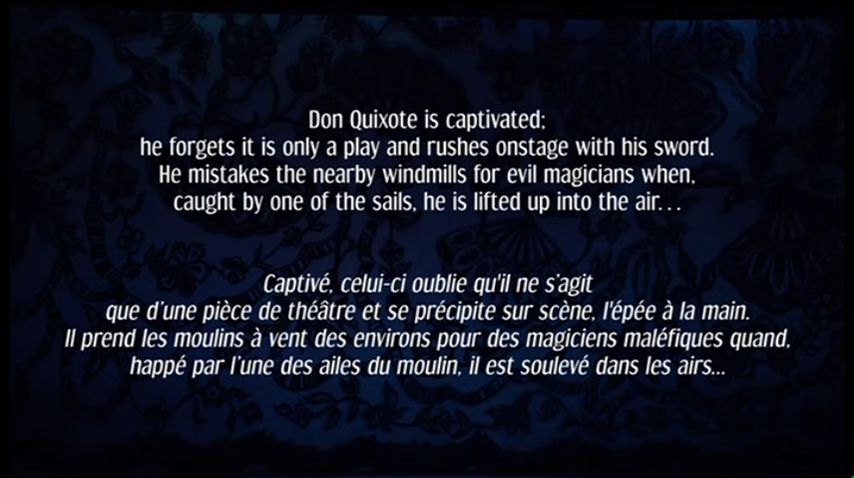 Don Quixote is captivated;
he forgets it is only a play and rushes onstage with his sword.
He mistakes the nearby windmills for evil magicians when,
caught by one of the sails, he is lifted up into the air...
Captivé, celui-ci oublie qu'il ne s’agit
que d’une pièce de théâtre et se précipite sur scène, l'épée à la main.
Il prend les moulins à vent des environs pour des magiciens maléfiques quand,
happé par l’une des ailes du moulin, il est soulevé dans les airs...